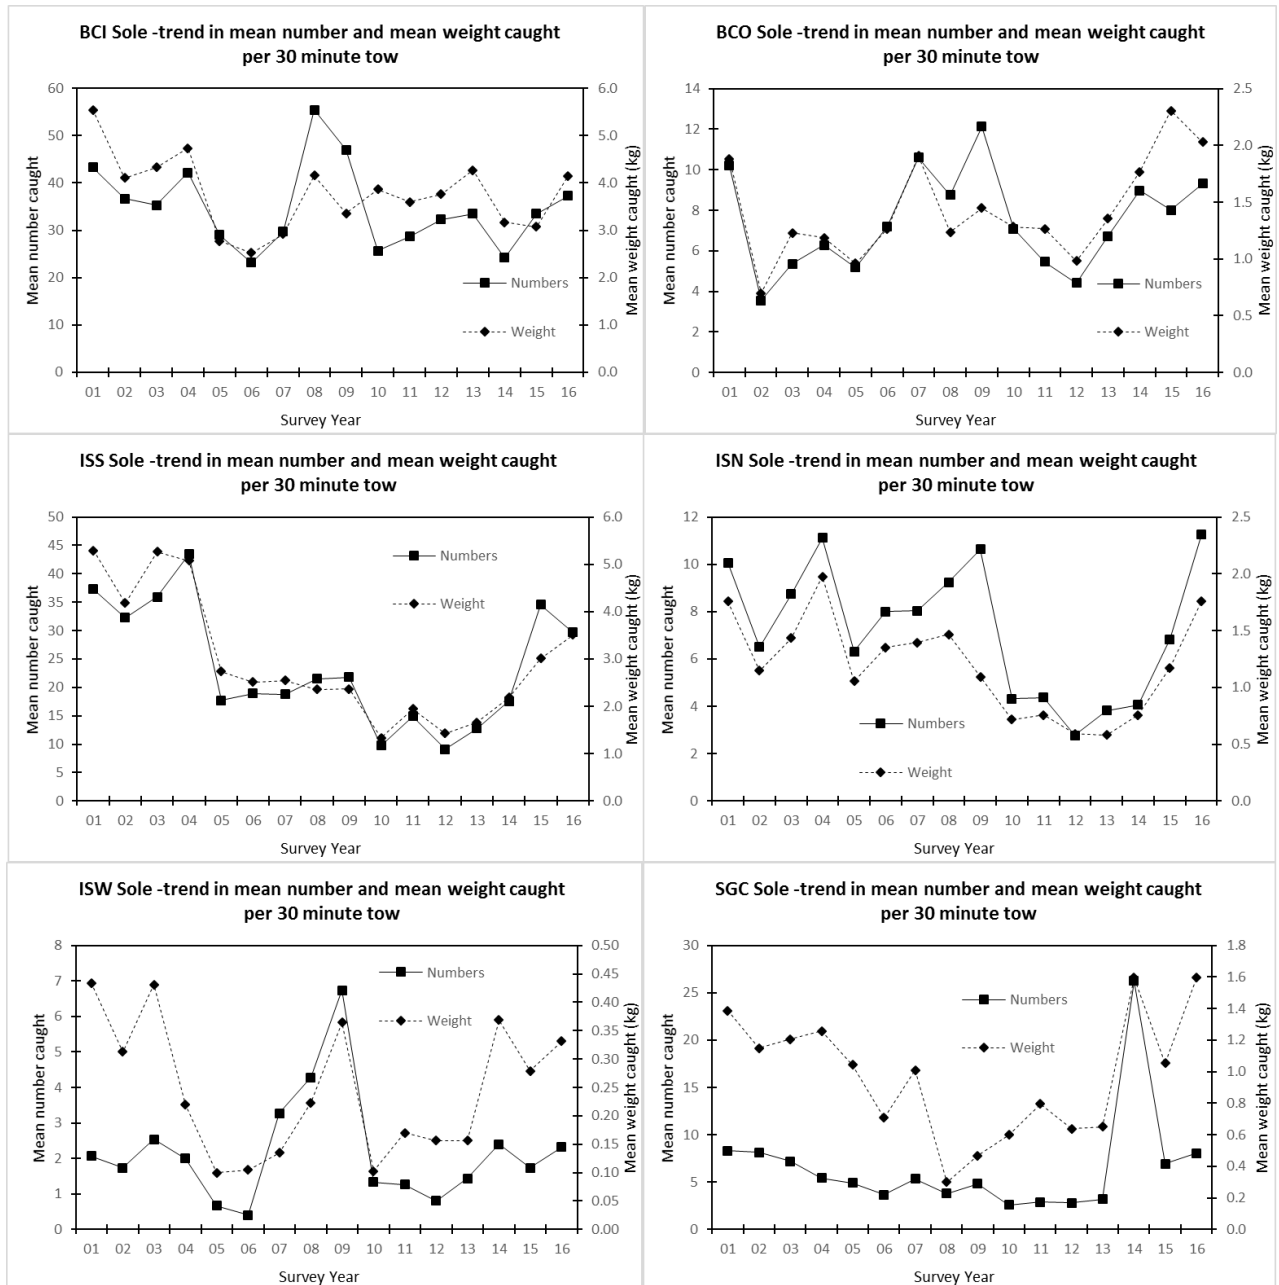 BCI Sole -trend in mean number and mean weight caught
per 30 minute tow
60
50
40
30
20
10
0
6.0
5.0
4.0
3.0
2.0
1.0
0.0
Mean number caught
Mean weight caught (kg)
Numbers
Weight
01 02 03 04 05 06 07 08 09 10 11 12 13 14 15 16
Survey Year
BCO Sole -trend in mean number and mean weight caught
per 30 minute tow
14
12
10
8
6
4
2
0
2.5
2.0
1.5
1.0
0.5
0.0
Mean number caught
Mean weight caught (kg)
Numbers
Weight
01 02 03 04 05 06 07 08 09 10 11 12 13 14 15 16
Survey Year
ISS Sole -trend in mean number and mean weight caught
per 30 minute tow
50
45
40
35
30
25
20
15
10
5
0
6.0
5.0
4.0
3.0
2.0
1.0
0.0
Mean number caught
Mean weight caught (kg)
Numbers
Weight
01 02 03 04 05 06 07 08 09 10 11 12 13 14 15 16
Survey Year
ISN Sole -trend in mean number and mean weight caught
per 30 minute tow
12
10
8
6
4
2
0
2.5
2.0
1.5
1.0
0.5
0.0
Mean number caught
Mean weight caught (kg)
Numbers
Weight
01 02 03 04 05 06 07 08 09 10 11 12 13 14 15 16
Survey Year
ISW Sole -trend in mean number and mean weight caught
per 30 minute tow
8
7
6
5
4
3
2
1
0
0.50
0.45
0.40
0.35
0.30
0.25
0.20
0.15
0.10
0.05
0.00
Mean number caught
Mean weight caught (kg)
Numbers
Weight
01 02 03 04 05 06 07 08 09 10 11 12 13 14 15 16
Survey Year
SGC Sole -trend in mean number and mean weight caught
per 30 minute tow
30
25
20
15
10
5
0
1.8
1.6
1.4
1.2
1.0
0.8
0.6
0.4
0.2
0.0
Mean number caught
Mean weight caught (kg)
Numbers
Weight
01 02 03 04 05 06 07 08 09 10 11 12 13 14 15 16
Survey Year